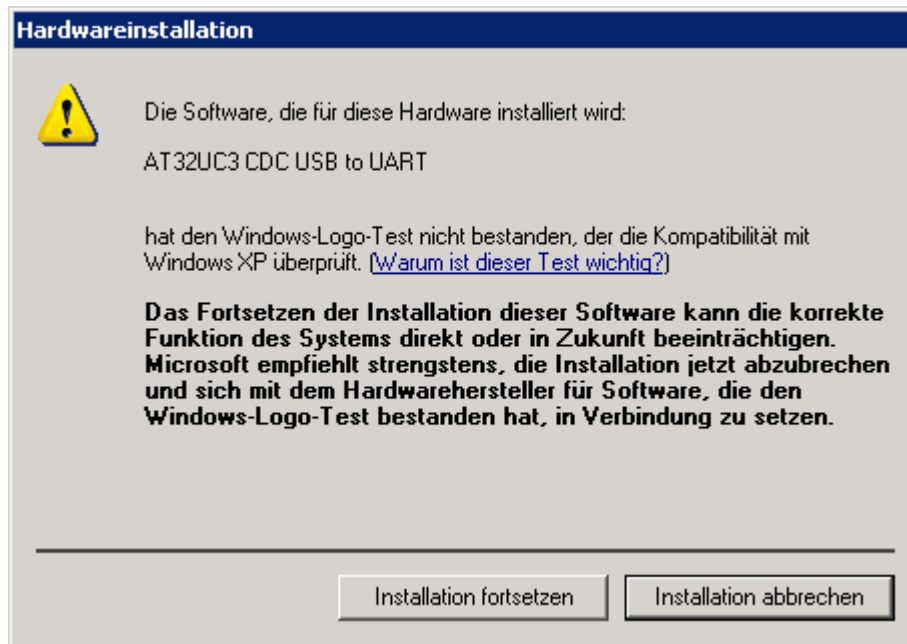 Hardwareinstallation
Die Software, die für diese Hardware installiert wird:
AT32UC3 CDC USB to UART
hat den Windows-Logo-Test nicht bestanden, der die Kompatibilität mit
Windows XP überprüft. (Warum ist dieser Test wichtig?)
Das Fortsetzen der Installation dieser Software kann die korrekte
Funktion des Systems direkt oder in Zukunft beeinträchtigen.
Microsoft empfiehlt strengstens, die Installation jetzt abzubrechen
und sich mit dem Hardwarehersteller für Software, die den
Windows-Logo-Test bestanden hat, in Verbindung zu setzen.
Installation fortsetzen
Installation abbrechen